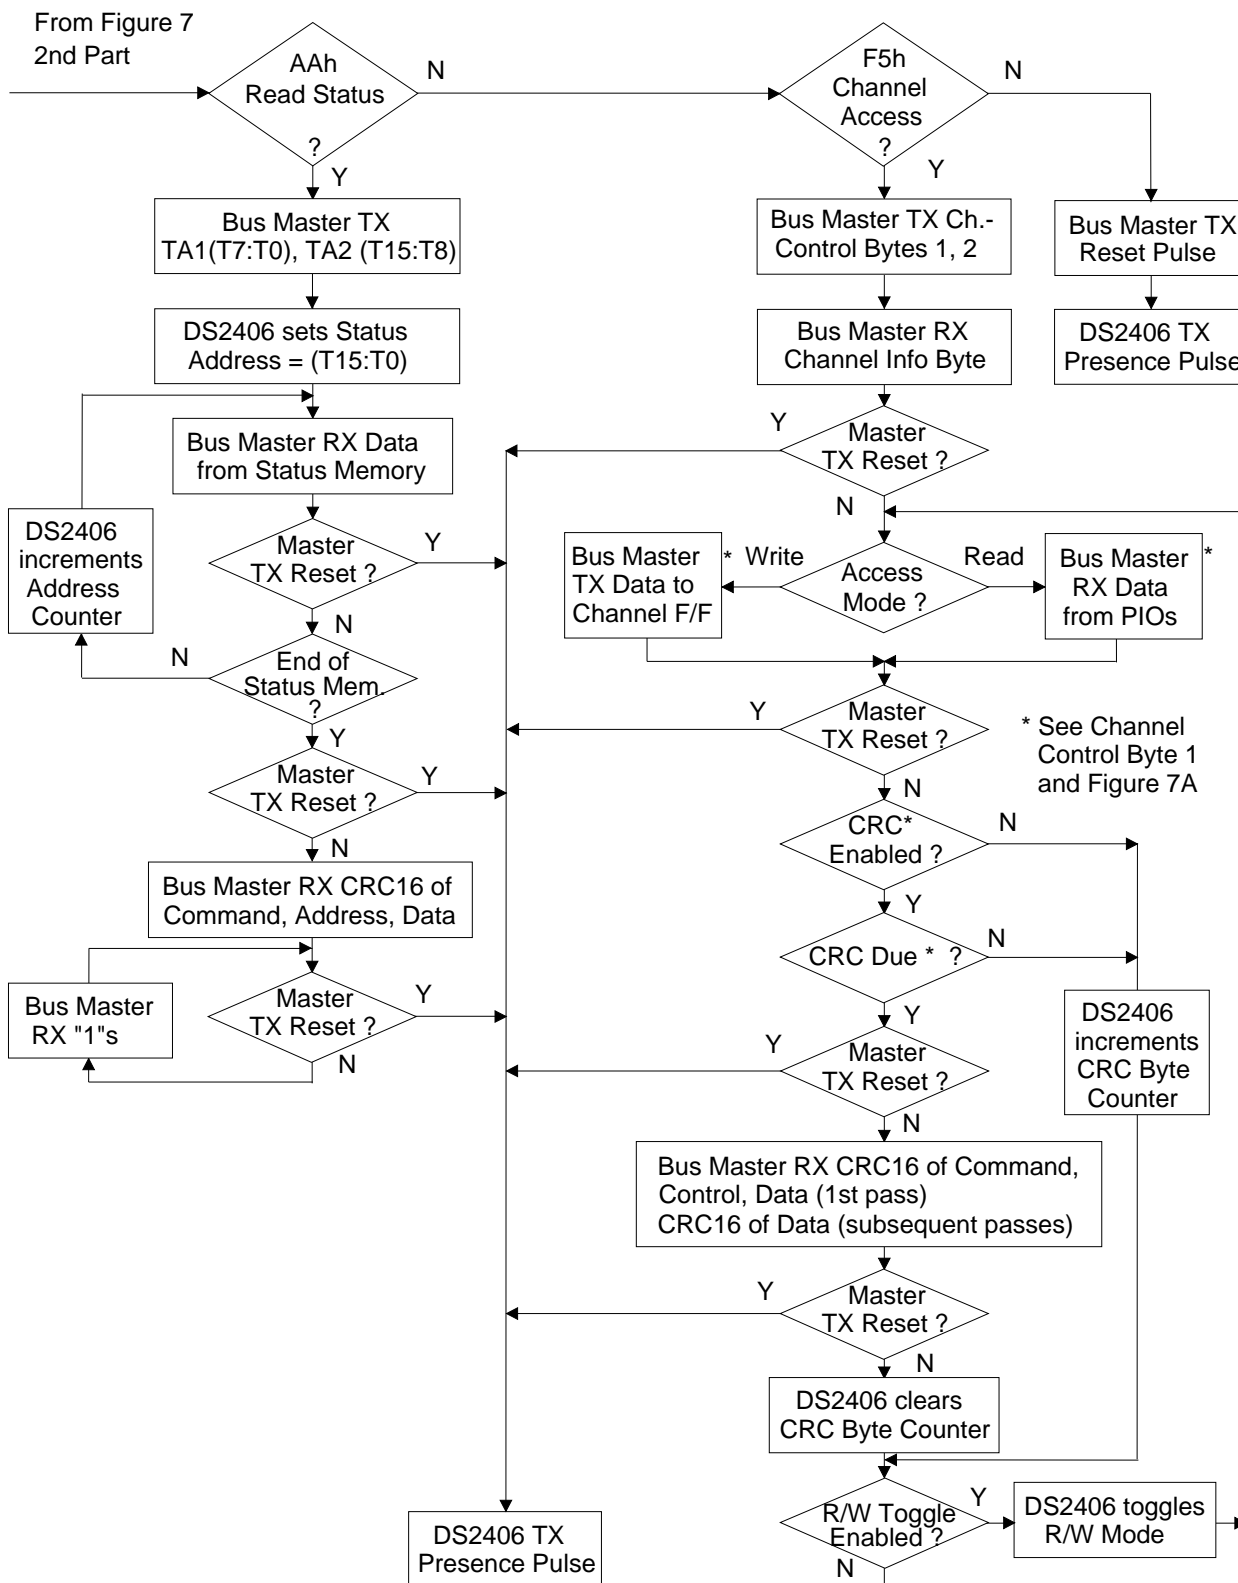 From Figure 7
2nd Part
AAh
Read Status
?
N
Y
F5h
Channel
Access
?
N
Y
Bus Master TX
TA1(T7:T0), TA2 (T15:T8)
Bus Master TX Ch.-
Control Bytes 1, 2
Bus Master TX
Reset Pulse
DS2406 sets Status
Address = (T15:T0)
Bus Master RX
Channel Info Byte
DS2406 TX
Presence Pulse
Bus Master RX Data
from Status Memory
Y
Master
TX Reset ?
N
DS2406
increments
Address
Counter
Master
TX Reset ?
Y
N
Bus Master
TX Data to
Channel F/F
* Write
Access
Mode ?
Read
Bus Master
RX Data
from PIOs
*
N
End of
Status Mem.
?
Y
Y
Master
TX Reset ?
N
* See Channel
Control Byte 1
and Figure 7A
Master
TX Reset ?
Y
N
CRC*
Enabled ?
N
Y
Bus Master RX CRC16 of
Command, Address, Data
CRC Due * ?
N
Y
Bus Master
RX "1"s
Master
TX Reset ?
Y
N
Y
Master
TX Reset ?
N
DS2406
increments
CRC Byte
Counter
Bus Master RX CRC16 of Command,
Control, Data (1st pass)
CRC16 of Data (subsequent passes)
Y
Master
TX Reset ?
N
DS2406 clears
CRC Byte Counter
DS2406 TX
Presence Pulse
R/W Toggle
Enabled ?
Y
N
DS2406 toggles
R/W Mode